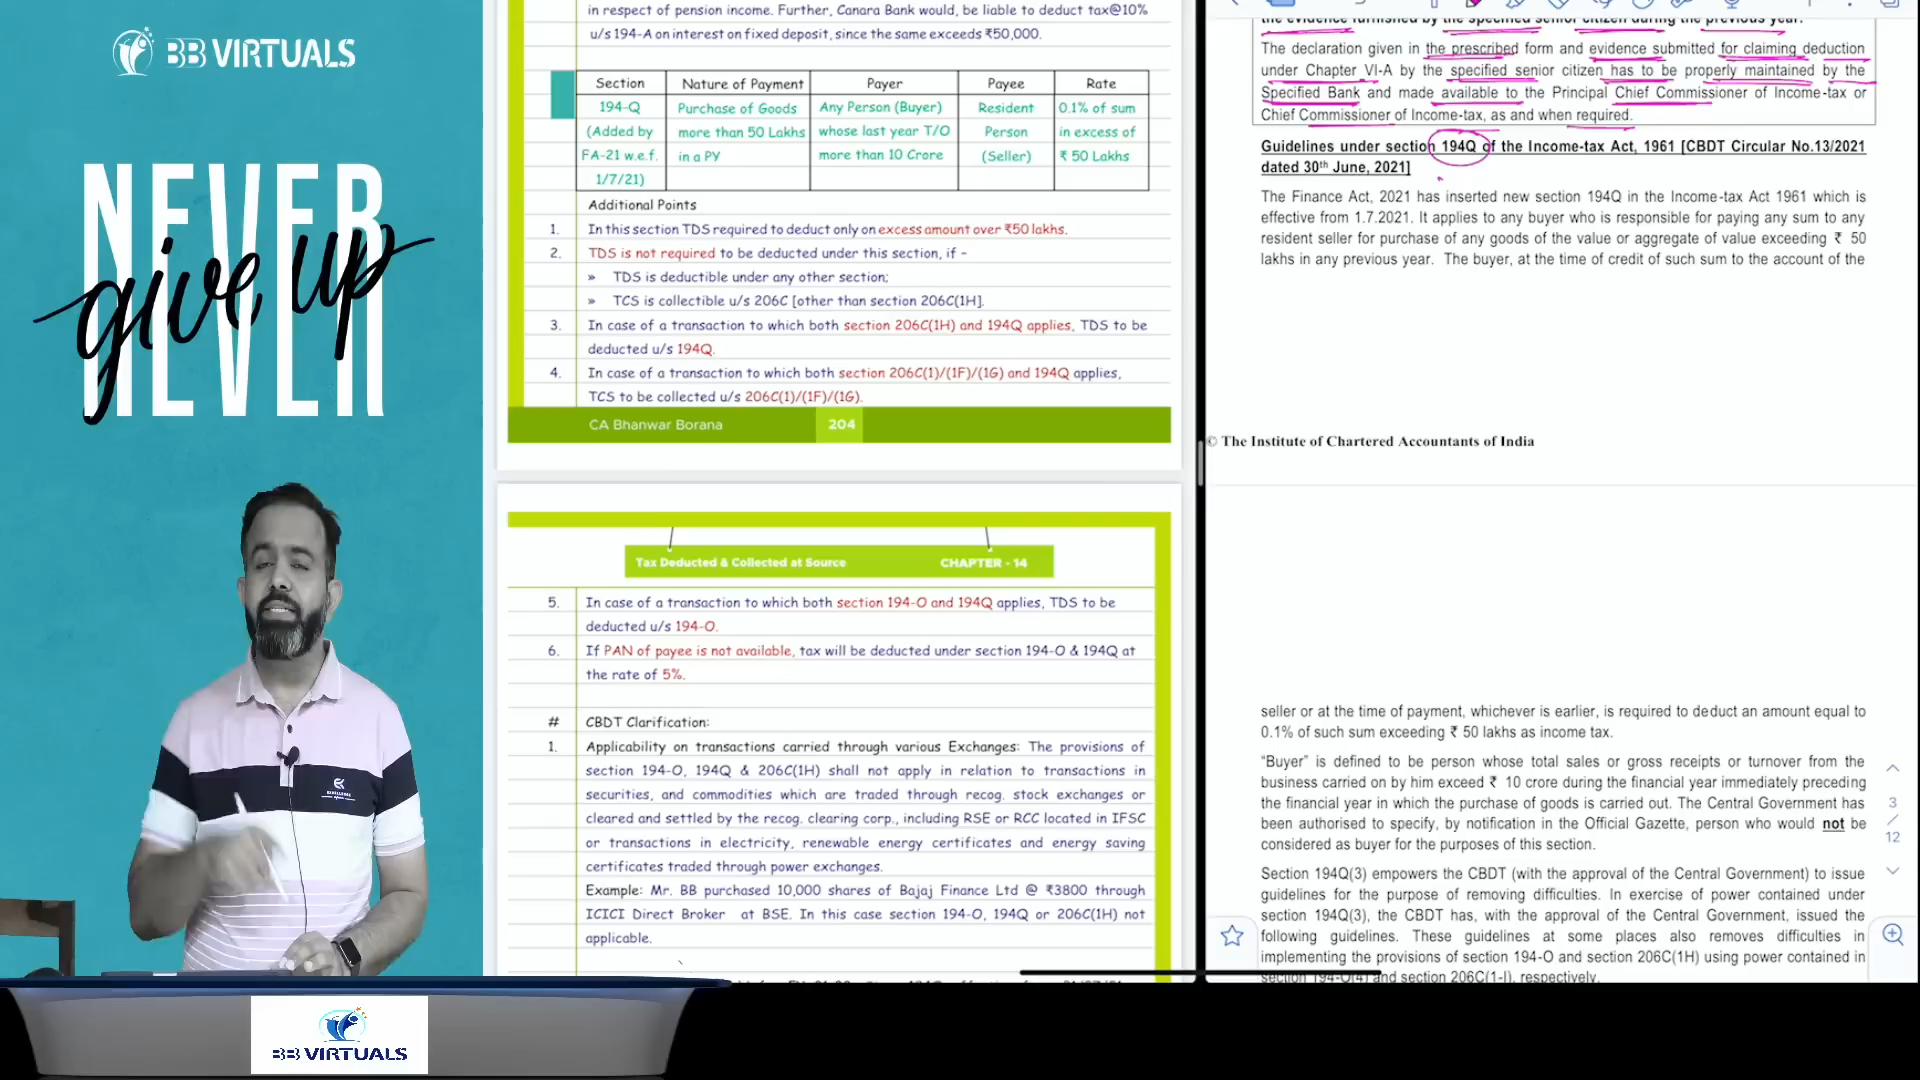 BB VIRTUALS
NEVER
give up
NEVER
in respect of pension income. Further, Canara Bank would, be liable to deduct tax@10%
u/s 194-A on interest on fixed deposit, since the same exceeds ₹50,000.
Section Nature of Payment Payer Payee Rate
194-Q Purchase of Goods Any Person (Buyer) Resident 0.1% of sum
(Added by more than 50 Lakhs whose last year T/O Person in excess of
FA-21 w.e.f. in a PY more than 10 Crore (Seller) ₹ 50 Lakhs
1/7/21)
Additional Points
1. In this section TDS required to deduct only on excess amount over ₹50 lakhs.
2. TDS is not required to be deducted under this section, if –
» TDS is deductible under any other section;
» TCS is collectible u/s 206C [other than section 206C(1H].
3. In case of a transaction to which both section 206C(1H) and 194Q applies, TDS to be
deducted u/s 194Q.
4. In case of a transaction to which both section 206C(1)/(1F)/(1G) and 194Q applies,
TCS to be collected u/s 206C(1)/(1F)/(1G).
CA Bhanwar Borana 204
Tax Deducted & Collected at Source CHAPTER - 14
5. In case of a transaction to which both section 194-O and 194Q applies, TDS to be
deducted u/s 194-O.
6. If PAN of payee is not available, tax will be deducted under section 194-O & 194Q at
the rate of 5%.
# CBDT Clarification:
1. Applicability on transactions carried through various Exchanges: The provisions of
section 194-O, 194Q & 206C(1H) shall not apply in relation to transactions in
securities, and commodities which are traded through recog. stock exchanges or
cleared and settled by the recog. clearing corp., including RSE or RCC located in IFSC
or transactions in electricity, renewable energy certificates and energy saving
certificates traded through power exchanges.
Example: Mr. BB purchased 10,000 shares of Bajaj Finance Ltd @ ₹3800 through
ICICI Direct Broker at BSE. In this case section 194-O, 194Q or 206C(1H) not
applicable.
the evidence furnished by the specified senior citizen during the previous year.
The declaration given in the prescribed form and evidence submitted for claiming deduction
under Chapter VI-A by the specified senior citizen has to be properly maintained by the
Specified Bank and made available to the Principal Chief Commissioner of Income-tax or
Chief Commissioner of Income-tax, as and when required.
Guidelines under section 194Q of the Income-tax Act, 1961 [CBDT Circular No.13/2021
dated 30th June, 2021]
The Finance Act, 2021 has inserted new section 194Q in the Income-tax Act 1961 which is
effective from 1.7.2021. It applies to any buyer who is responsible for paying any sum to any
resident seller for purchase of any goods of the value or aggregate of value exceeding ₹ 50
lakhs in any previous year. The buyer, at the time of credit of such sum to the account of the
© The Institute of Chartered Accountants of India
seller or at the time of payment, whichever is earlier, is required to deduct an amount equal to
0.1% of such sum exceeding ₹ 50 lakhs as income tax.
"Buyer" is defined to be person whose total sales or gross receipts or turnover from the
business carried on by him exceed ₹ 10 crore during the financial year immediately preceding
the financial year in which the purchase of goods is carried out. The Central Government has
been authorised to specify, by notification in the Official Gazette, person who would not be
considered as buyer for the purposes of this section.
Section 194Q(3) empowers the CBDT (with the approval of the Central Government) to issue
guidelines for the purpose of removing difficulties. In exercise of power contained under
section 194Q(3), the CBDT has, with the approval of the Central Government, issued the
following guidelines. These guidelines at some places also removes difficulties in
implementing the provisions of section 194-O and section 206C(1H) using power contained in
section 194-O(4) and section 206C(1-I), respectively.
3
/
12
BB VIRTUALS